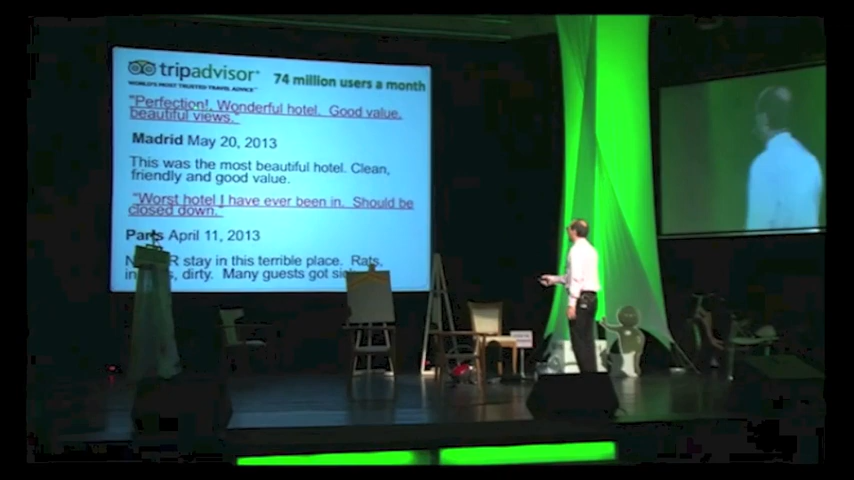 tripadvisor
74 million users a month
WORLD'S MOST TRUSTED TRAVEL ADVICE™
"Perfection!, Wonderful hotel. Good value,
beautiful views."
Madrid May 20, 2013
This was the most beautiful hotel. Clean,
friendly and good value.
"Worst hotel I have ever been in. Should be
closed down."
Paris April 11, 2013
stay in this terrible place. Rats,
dirty. Many guests got